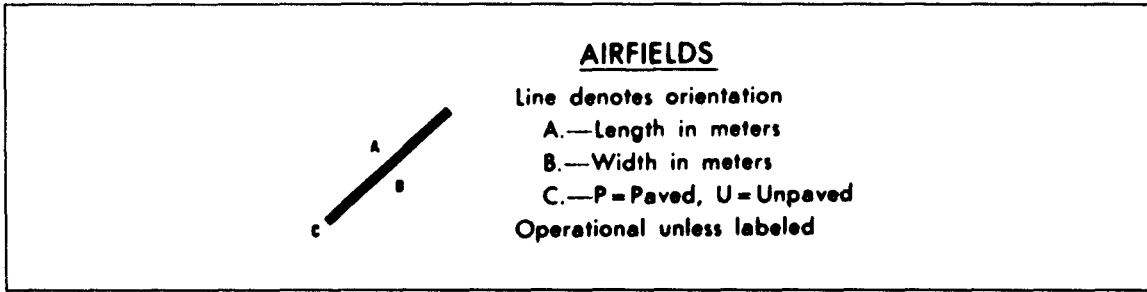 AIRFIELDS
Line denotes orientation
A.—Length in meters
B.—Width in meters
C.—P=Paved, U=Unpaved
Operational unless labeled
A
B
C